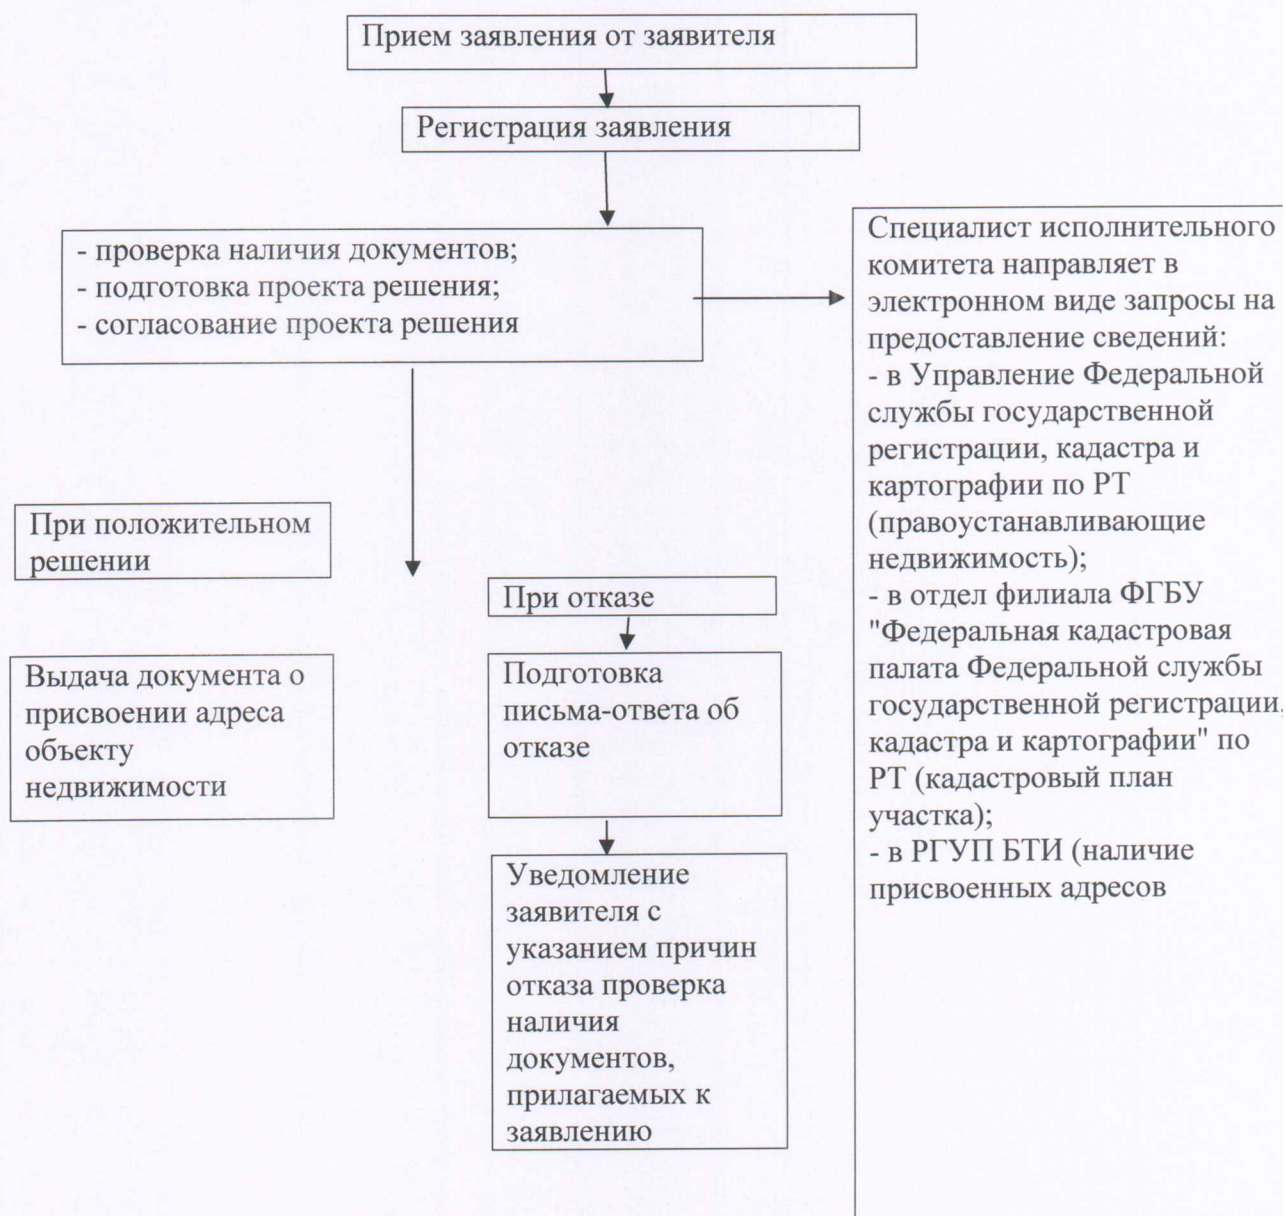 Прием заявления от заявителя
Регистрация заявления
- проверка наличия документов;
- подготовка проекта решения;
- согласование проекта решения
Специалист исполнительного
комитета направляет в
электронном виде запросы на
предоставление сведений:
- в Управление Федеральной
службы государственной
регистрации, кадастра и
картографии по РТ
(правоустанавливающие
недвижимость);
- в отдел филиала ФГБУ
"Федеральная кадастровая
палата Федеральной службы
государственной регистрации,
кадастра и картографии" по
РТ (кадастровый план
участка);
- в РГУП БТИ (наличие
присвоенных адресов
При положительном
решении
Выдача документа о
присвоении адреса
объекту
недвижимости
При отказе
Подготовка
письма-ответа об
отказе
Уведомление
заявителя с
указанием причин
отказа проверка
наличия
документов,
прилагаемых к
заявлению